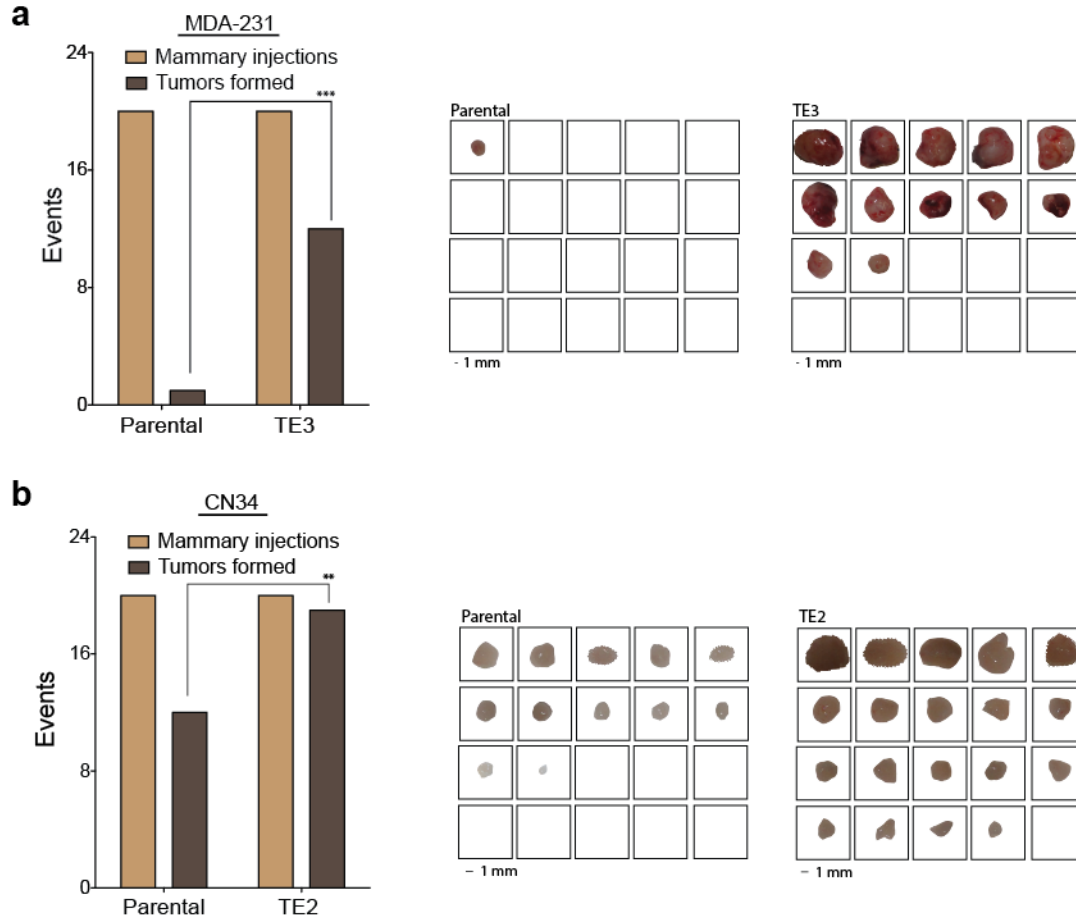 a
MDA-231
24
16
8
0
Events
Mammary injections
Tumors formed
***
Parental
TE3
Parental
- 1 mm
TE3
- 1 mm
b
CN34
24
16
8
0
Events
Mammary injections
Tumors formed
**
Parental
TE2
Parental
– 1 mm
TE2
– 1 mm